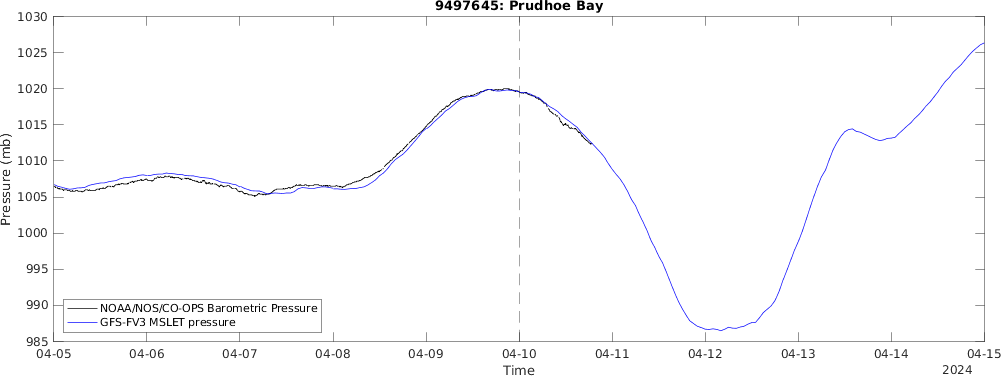 9497645: Prudhoe Bay
1030
1025
1020
1015
1010
1005
1000
995
990
985
Pressure (mb)
NOAA/NOS/CO-OPS Barometric Pressure
GFS-FV3 MSLET pressure
04-05 04-06 04-07 04-08 04-09 04-10 04-11 04-12 04-13 04-14 04-15
Time
2024